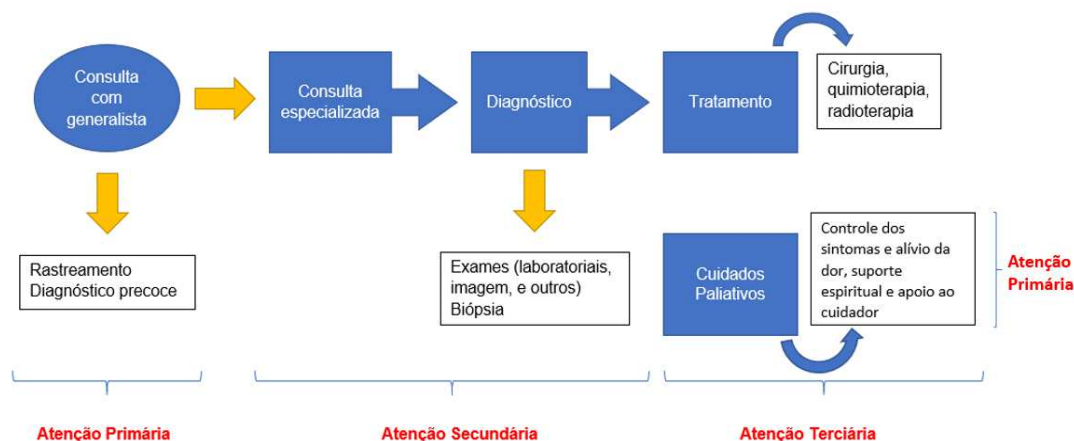 Consulta
com
generalista
Consulta
especializada
Diagnóstico
Tratamento
Cirurgia,
quimioterapia,
radioterapia
Rastreamento
Diagnóstico precoce
Exames (laboratoriais,
imagem, e outros)
Biópsia
Cuidados
Paliativos
Controle dos
sintomas e alívio da
dor, suporte
espiritual e apoio ao
cuidador
Atenção
Primária
Atenção Primária
Atenção Secundária
Atenção Terciária